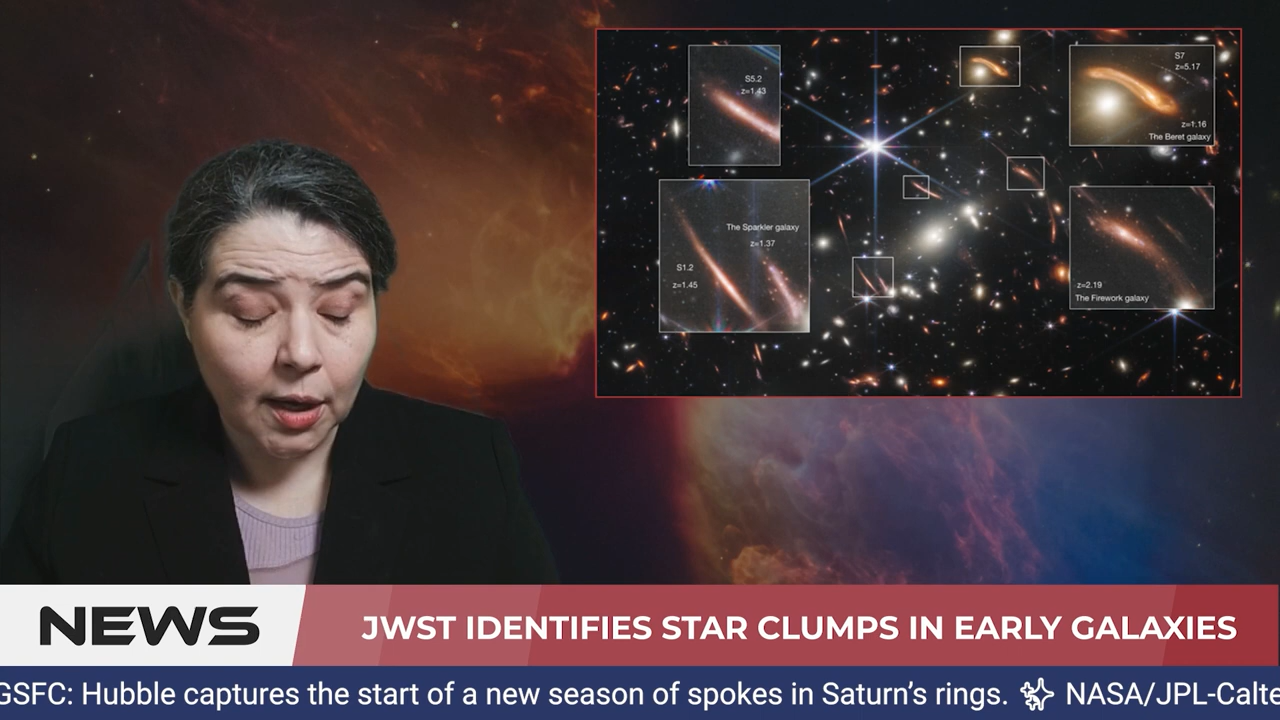 S5.2
z=1.43
S7
z=5.17
z=1.16
The Beret galaxy
The Sparkler galaxy
z=1.37
S1.2
z=1.45
z=2.19
The Firework galaxy
NEWS
JWST IDENTIFIES STAR CLUMPS IN EARLY GALAXIES
GSFC: Hubble captures the start of a new season of spokes in Saturn’s rings. NASA/JPL-Calte